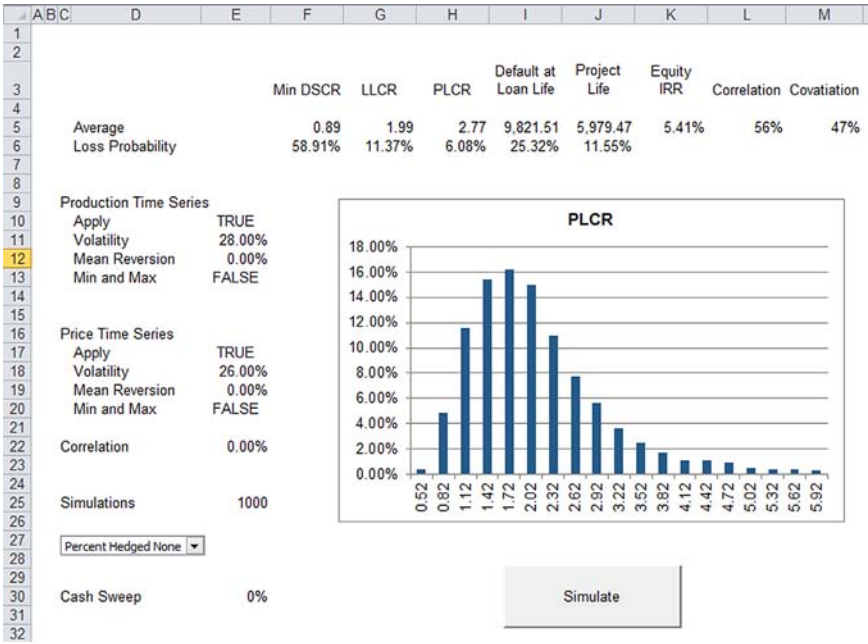 A B C D E F G H I J K L M
1
2
3 Min DSCR LLCR PLCR Default at Loan Life Project Life Equity IRR Correlation Covatiation
4
5 Average 0.89 1.99 2.77 9,821.51 5,979.47 5.41% 56% 47%
6 Loss Probability 58.91% 11.37% 6.08% 25.32% 11.55%
7
8
9 Production Time Series
10 Apply TRUE
11 Volatility 28.00%
12 Mean Reversion 0.00%
13 Min and Max FALSE
14
15
16 Price Time Series
17 Apply TRUE
18 Volatility 26.00%
19 Mean Reversion 0.00%
20 Min and Max FALSE
21
22 Correlation 0.00%
23
24
25 Simulations 1000
26
27 Percent Hedged None
28
29
30 Cash Sweep 0%
31
32
PLCR
18.00%
16.00%
14.00%
12.00%
10.00%
8.00%
6.00%
4.00%
2.00%
0.00%
0.52 0.82 1.12 1.42 1.72 2.02 2.32 2.62 2.92 3.22 3.52 3.82 4.12 4.42 4.72 5.02 5.32 5.62 5.92
Simulate